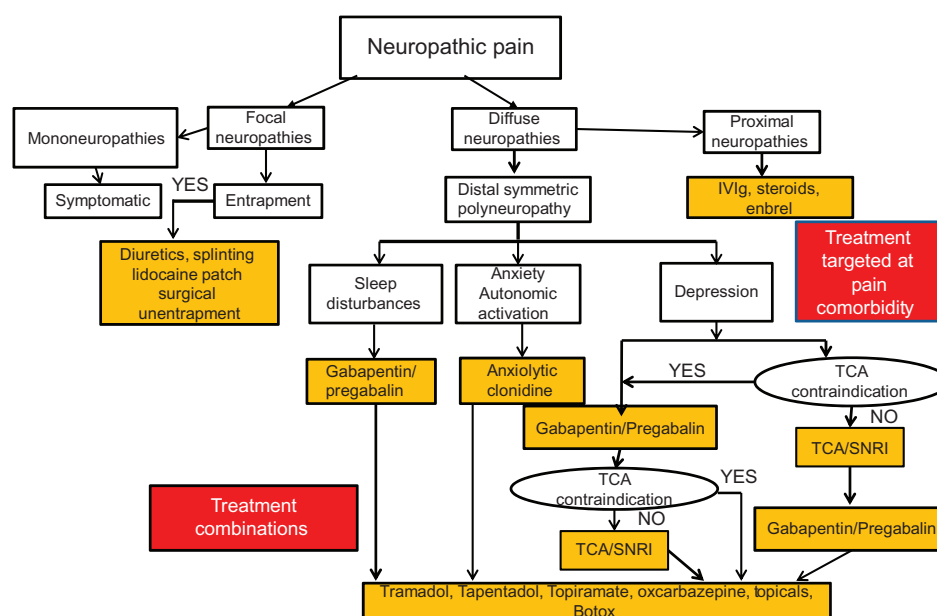 Neuropathic pain
Focal
neuropathies
Diffuse
neuropathies
Proximal
neuropathies
Mononeuropathies
YES
Symptomatic
Entrapment
Distal symmetric
polyneuropathy
IVIg, steroids,
enbrel
Diuretics, splinting
lidocaine patch
surgical
unentrapment
Treatment
targeted at
pain
comorbidity
Sleep
disturbances
Anxiety
Autonomic
activation
Depression
Gabapentin/
pregabalin
Anxiolytic
clonidine
YES
TCA
contraindication
NO
Gabapentin/Pregabalin
TCA/SNRI
TCA
contraindication
YES
NO
Treatment
combinations
TCA/SNRI
Gabapentin/Pregabalin
Tramadol, Tapentadol, Topiramate, oxcarbazepine, topicals,
Botox